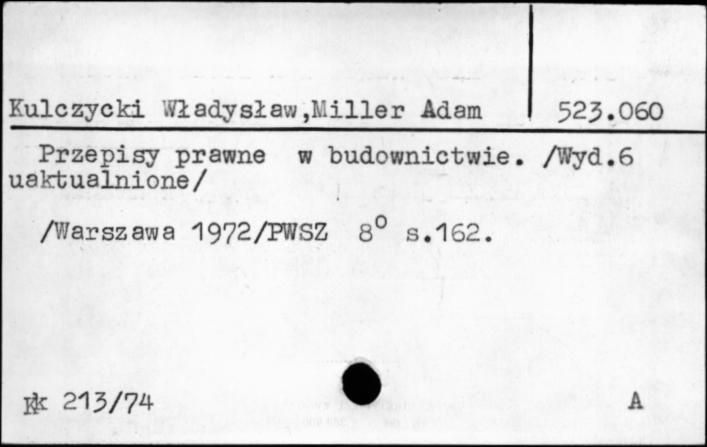 Kulczycki Władysław,Miller Adam 523.060
Przepisy prawne w budownictwie. /Wyd.6
uaktualnione/
/Warszawa 1972/PWSZ 8° s.162.
Kk 213/74 A